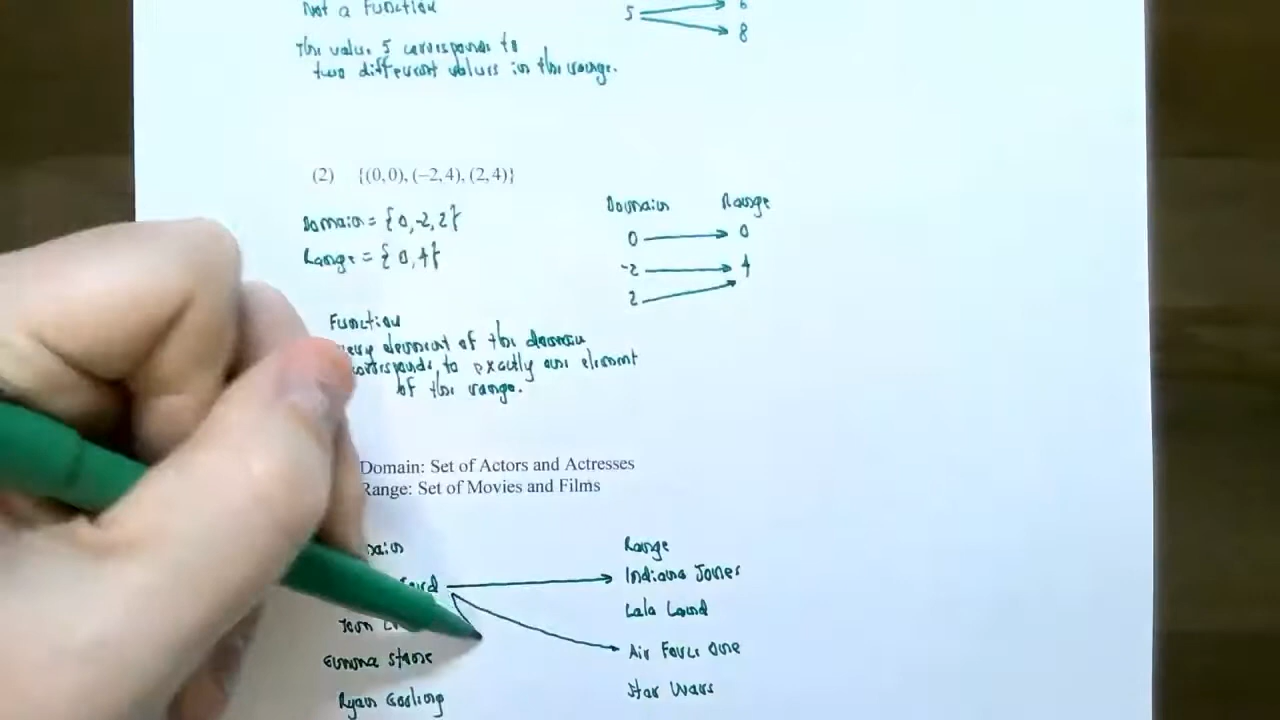 Not a Function
5
6
8
The value 5 corresponds to
two different values in the range.
(2) {(0,0), (−2,4), (2,4)}
Domain = {0,-2,2}
Range = {0,4}
Domain Range
0 0
-2 4
2
Function
element of the domain
corresponds to exactly one element
of the range.
Domain: Set of Actors and Actresses
Range: Set of Movies and Films
Range
Indiana Jones
Lala Land
Emma Stone
Air Force One
Ryan Gosling
Star Wars